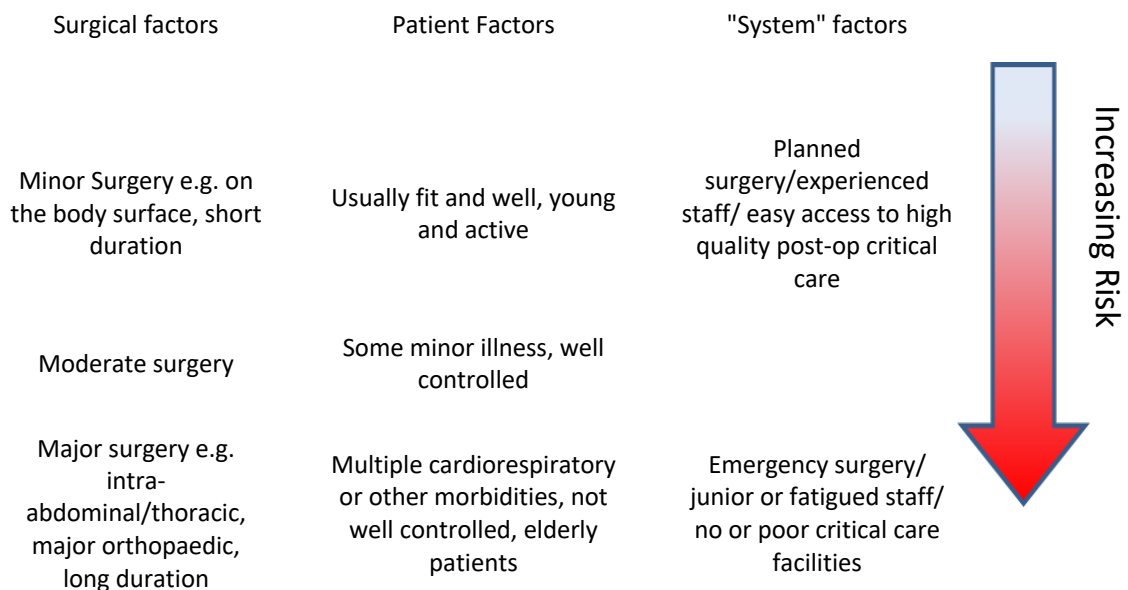 Surgical factors
Patient Factors
"System" factors
Increasing Risk
Minor Surgery e.g. on
the body surface, short
duration
Usually fit and well, young
and active
Planned
surgery/experienced
staff/ easy access to high
quality post-op critical
care
Moderate surgery
Some minor illness, well
controlled
Major surgery e.g.
intra-
abdominal/thoracic,
major orthopaedic,
long duration
Multiple cardiorespiratory
or other morbidities, not
well controlled, elderly
patients
Emergency surgery/
junior or fatigued staff/
no or poor critical care
facilities